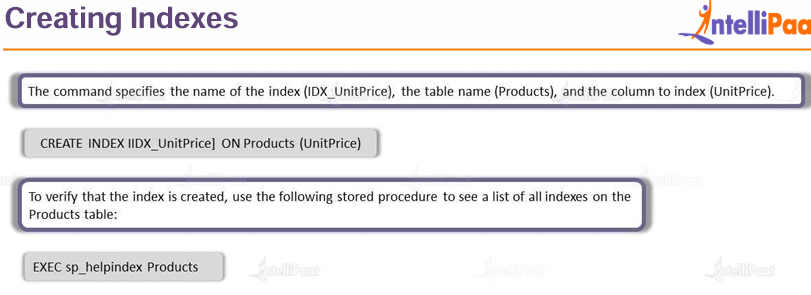 Creating Indexes
IntelliPaa
The command specifies the name of the index (IDX_UnitPrice), the table name (Products), and the column to index (UnitPrice).
CREATE INDEX IIDX_UnitPrice] ON Products (UnitPrice)
To verify that the index is created, use the following stored procedure to see a list of all indexes on the
Products table:
EXEC sp_helpindex Products